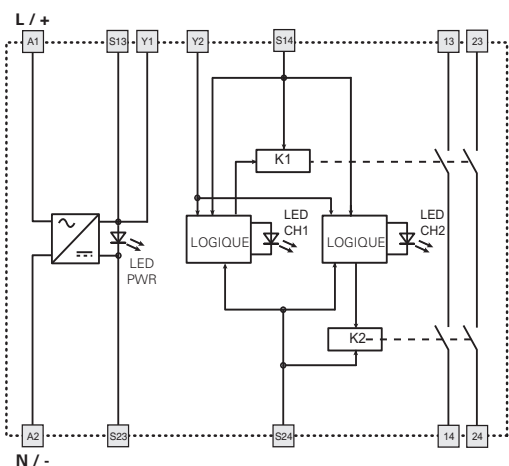 L / +
A1 S13 Y1 Y2 S14 13 23
K1
LED CH1
LED CH2
LOGIQUE
LOGIQUE
LED PWR
K2
A2 S23 S24 14 24
N / -